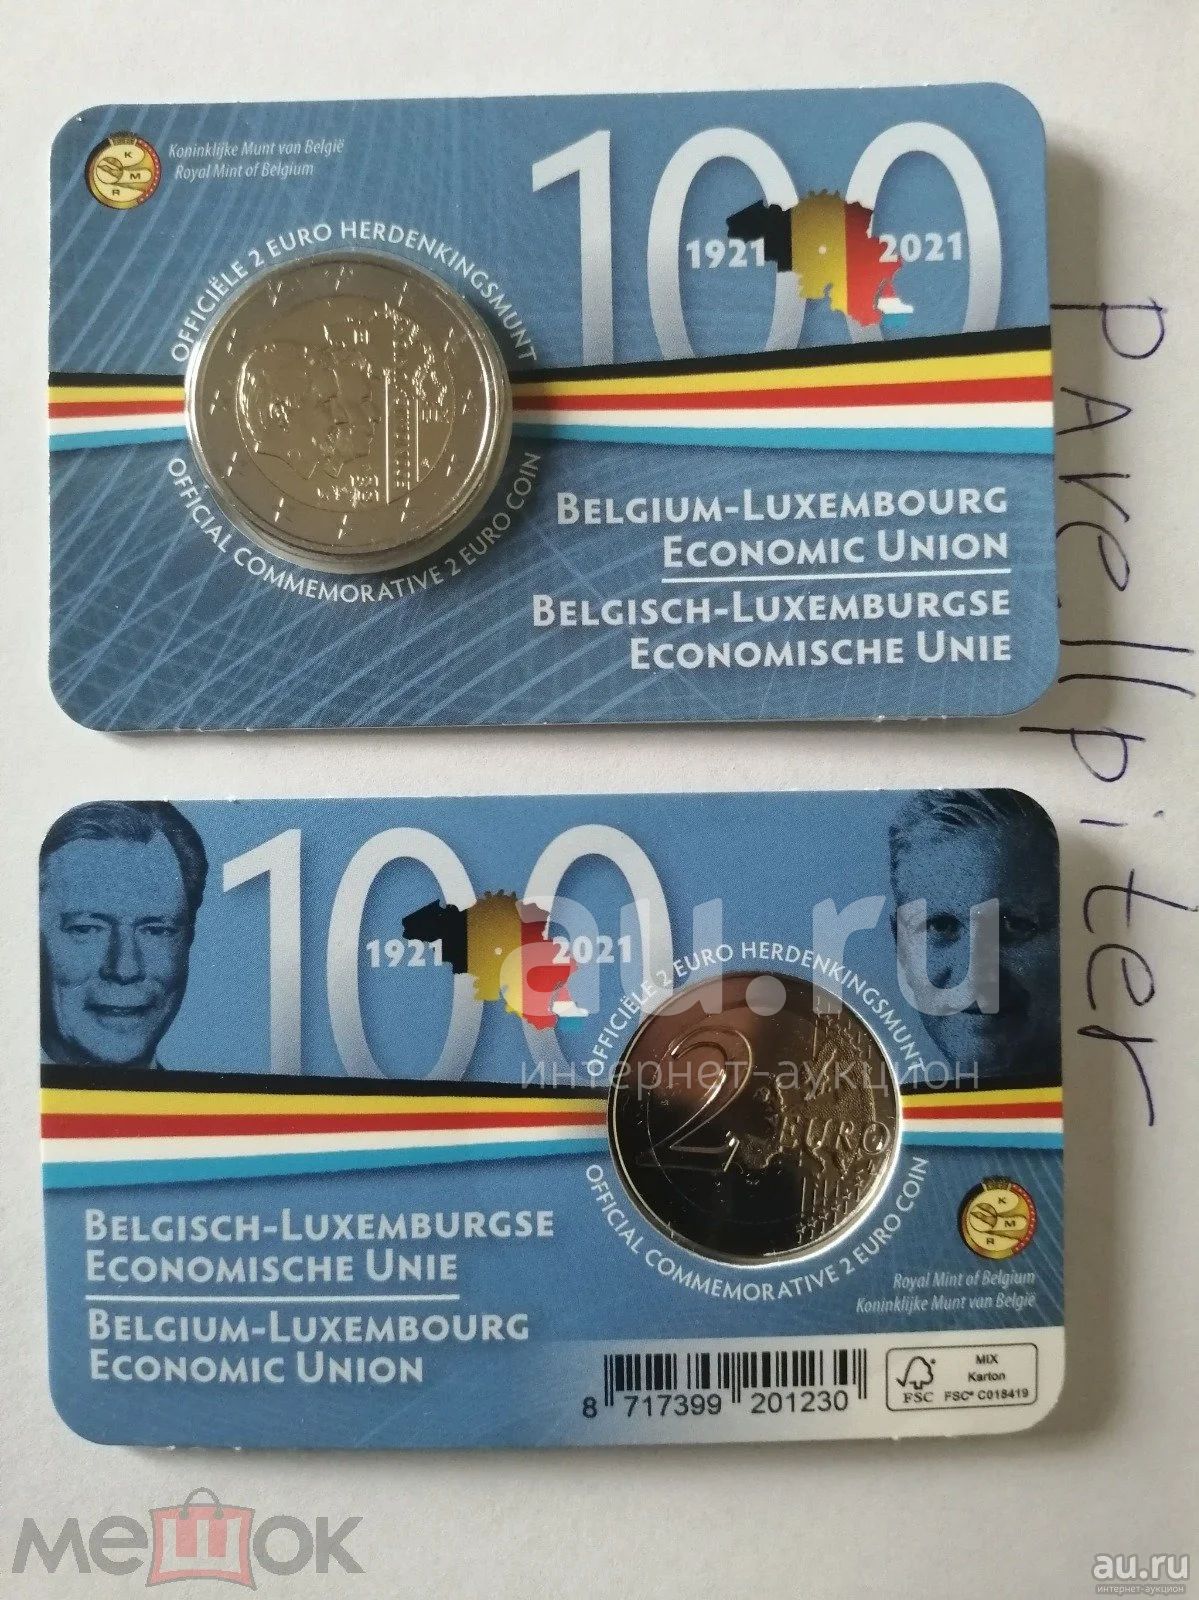 Koninklijke Munt van België
Royal Mint of Belgium
K
M
R
100
1921
2021
OFFICIËLE 2 EURO HERDENKINGSMUNT
OFFICIAL COMMEMORATIVE 2 EURO COIN
BELGIUM-LUXEMBOURG
ECONOMIC UNION
BELGISCH-LUXEMBURGSE
ECONOMISCHE UNIE
PAVel1piter
100
1921
2021
au.ru
интернет-аукцион
OFFICIËLE 2 EURO HERDENKINGSMUNT
2 EURO
OFFICIAL COMMEMORATIVE 2 EURO COIN
BELGISCH-LUXEMBURGSE
ECONOMISCHE UNIE
BELGIUM-LUXEMBOURG
ECONOMIC UNION
K
M
R
Royal Mint of Belgium
Koninklijke Munt van België
8 717399 201230
FSC
MIX
Karton
FSC® C018419
мешок
au.ru
интернет-аукцион